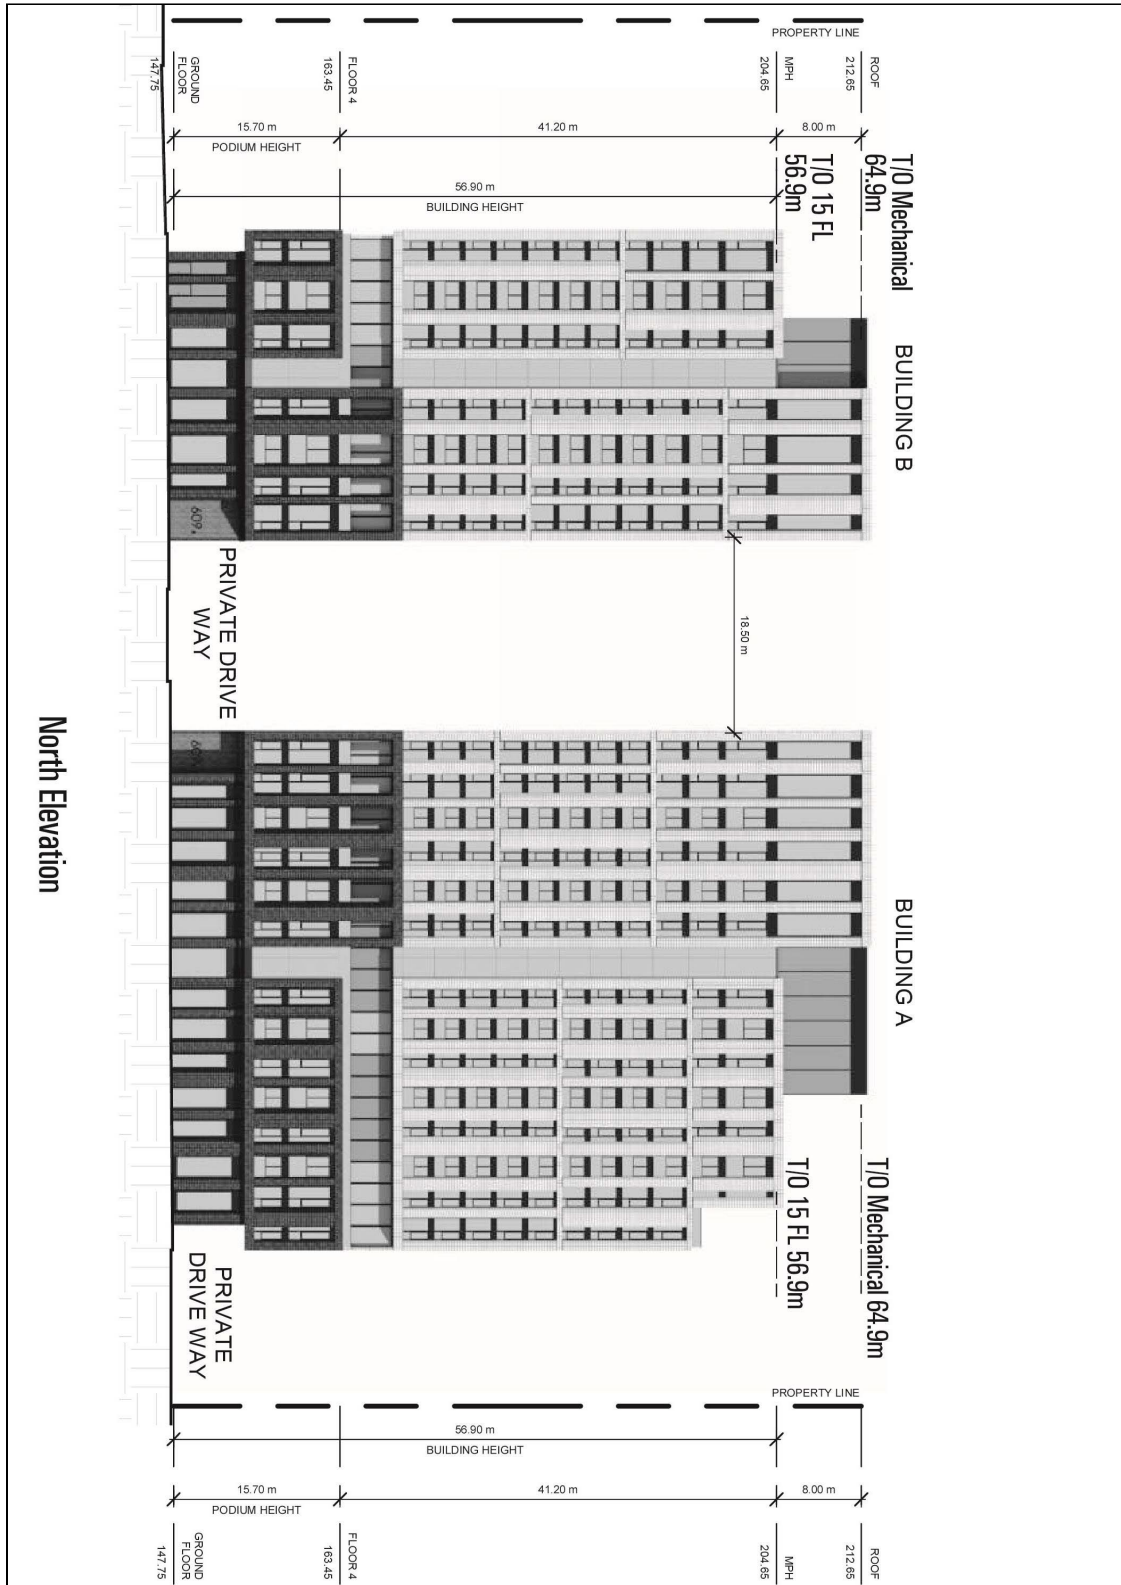 PROPERTY LINE
ROOF
212.65
MPH
204.65
FLOOR 4
163.45
GROUND
FLOOR
147.75
8.00 m
41.20 m
15.70 m
PODIUM HEIGHT
56.90 m
BUILDING HEIGHT
T/O Mechanical
64.9m
T/O 15 FL
56.9m
BUILDING B
609
PRIVATE DRIVE
WAY
18.50 m
609
BUILDING A
T/O Mechanical 64.9m
T/O 15 FL 56.9m
PRIVATE
DRIVE WAY
PROPERTY LINE
56.90 m
BUILDING HEIGHT
8.00 m
41.20 m
15.70 m
PODIUM HEIGHT
ROOF
212.65
MPH
204.65
FLOOR 4
163.45
GROUND
FLOOR
147.75
North Elevation